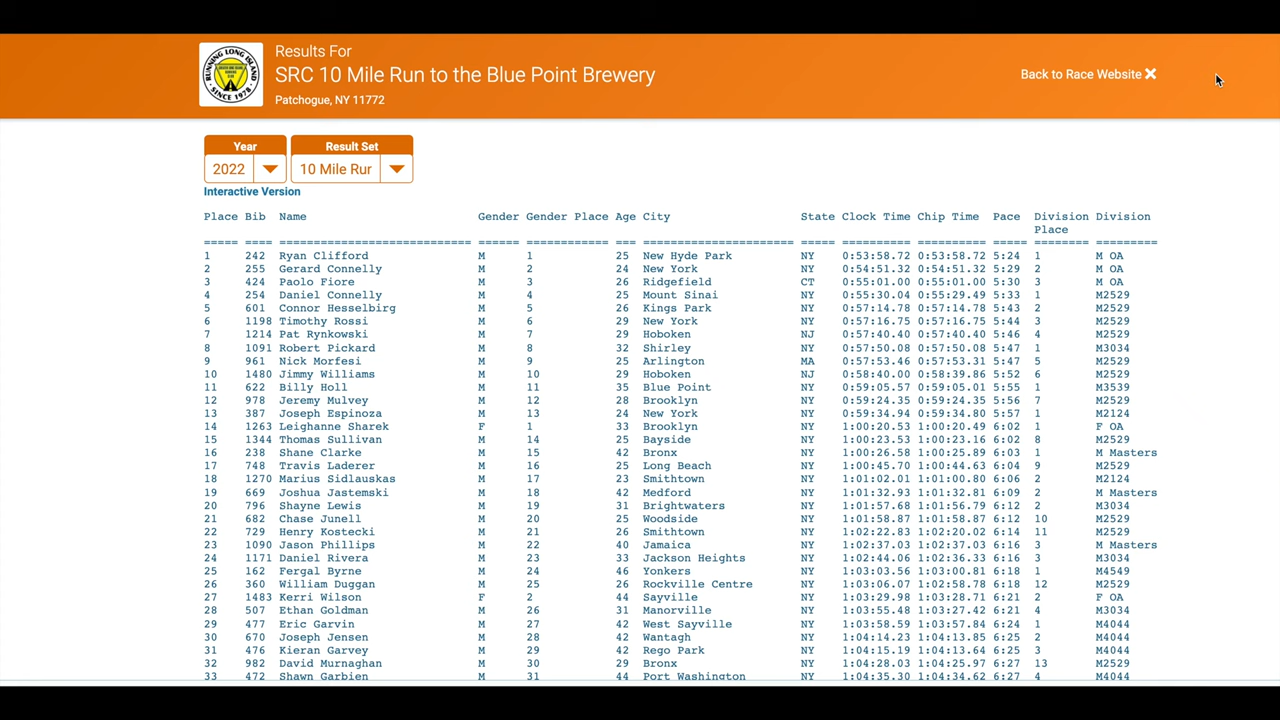 RUNNING LONG ISLAND
SINCE 1978
Results For
SRC 10 Mile Run to the Blue Point Brewery
Patchogue, NY 11772
Back to Race Website ✕
Year Result Set
2022 10 Mile Rur
Interactive Version
Place Bib Name Gender Gender Place Age City State Clock Time Chip Time Pace Division Division
Place
===== ==== ============================ ====== ============ === ====================== ===== ========== ========== ===== ======== =========
1 242 Ryan Clifford M 1 25 New Hyde Park NY 0:53:58.72 0:53:58.72 5:24 1 M OA
2 255 Gerard Connelly M 2 24 New York NY 0:54:51.32 0:54:51.32 5:29 2 M OA
3 424 Paolo Fiore M 3 26 Ridgefield CT 0:55:01.00 0:55:01.00 5:30 3 M OA
4 254 Daniel Connelly M 4 25 Mount Sinai NY 0:55:30.04 0:55:29.49 5:33 1 M2529
5 601 Connor Hesselbirg M 5 26 Kings Park NY 0:57:14.78 0:57:14.78 5:43 2 M2529
6 1198 Timothy Rossi M 6 29 New York NY 0:57:16.75 0:57:16.75 5:44 3 M2529
7 1214 Pat Rynkowski M 7 29 Hoboken NJ 0:57:40.40 0:57:40.40 5:46 4 M2529
8 1091 Robert Pickard M 8 32 Shirley NY 0:57:50.08 0:57:50.08 5:47 1 M3034
9 961 Nick Morfesi M 9 25 Arlington MA 0:57:53.46 0:57:53.31 5:47 5 M2529
10 1480 Jimmy Williams M 10 29 Hoboken NJ 0:58:40.00 0:58:39.86 5:52 6 M2529
11 622 Billy Holl M 11 35 Blue Point NY 0:59:05.57 0:59:05.01 5:55 1 M3539
12 978 Jeremy Mulvey M 12 28 Brooklyn NY 0:59:24.35 0:59:24.35 5:56 7 M2529
13 387 Joseph Espinoza M 13 24 New York NY 0:59:34.94 0:59:34.80 5:57 1 M2124
14 1263 Leighanne Sharek F 1 33 Brooklyn NY 1:00:20.53 1:00:20.49 6:02 1 F OA
15 1344 Thomas Sullivan M 14 25 Bayside NY 1:00:23.53 1:00:23.16 6:02 8 M2529
16 238 Shane Clarke M 15 42 Bronx NY 1:00:26.58 1:00:25.89 6:03 1 M Masters
17 748 Travis Laderer M 16 25 Long Beach NY 1:00:45.70 1:00:44.63 6:04 9 M2529
18 1270 Marius Sidlauskas M 17 23 Smithtown NY 1:01:02.01 1:01:00.80 6:06 2 M2124
19 669 Joshua Jastemski M 18 42 Medford NY 1:01:32.93 1:01:32.81 6:09 2 M Masters
20 796 Shayne Lewis M 19 31 Brightwaters NY 1:01:57.68 1:01:56.79 6:12 2 M3034
21 682 Chase Junell M 20 25 Woodside NY 1:01:58.87 1:01:58.87 6:12 10 M2529
22 729 Henry Kostecki M 21 26 Smithtown NY 1:02:22.83 1:02:20.02 6:14 11 M2529
23 1090 Jason Phillips M 22 40 Jamaica NY 1:02:37.03 1:02:37.03 6:16 3 M Masters
24 1171 Daniel Rivera M 23 33 Jackson Heights NY 1:02:44.06 1:02:36.33 6:16 3 M3034
25 162 Fergal Byrne M 24 46 Yonkers NY 1:03:03.56 1:03:00.81 6:18 1 M4549
26 360 William Duggan M 25 26 Rockville Centre NY 1:03:06.07 1:02:58.78 6:18 12 M2529
27 1483 Kerri Wilson F 2 44 Sayville NY 1:03:29.98 1:03:28.71 6:21 2 F OA
28 507 Ethan Goldman M 26 31 Manorville NY 1:03:55.48 1:03:27.42 6:21 4 M3034
29 477 Eric Garvin M 27 42 West Sayville NY 1:03:58.59 1:03:57.84 6:24 1 M4044
30 670 Joseph Jensen M 28 42 Wantagh NY 1:04:14.23 1:04:13.85 6:25 2 M4044
31 476 Kieran Garvey M 29 42 Rego Park NY 1:04:15.19 1:04:13.64 6:25 3 M4044
32 982 David Murnaghan M 30 29 Bronx NY 1:04:28.03 1:04:25.97 6:27 13 M2529
33 472 Shawn Garbien M 31 44 Port Washington NY 1:04:35.30 1:04:34.62 6:27 4 M4044